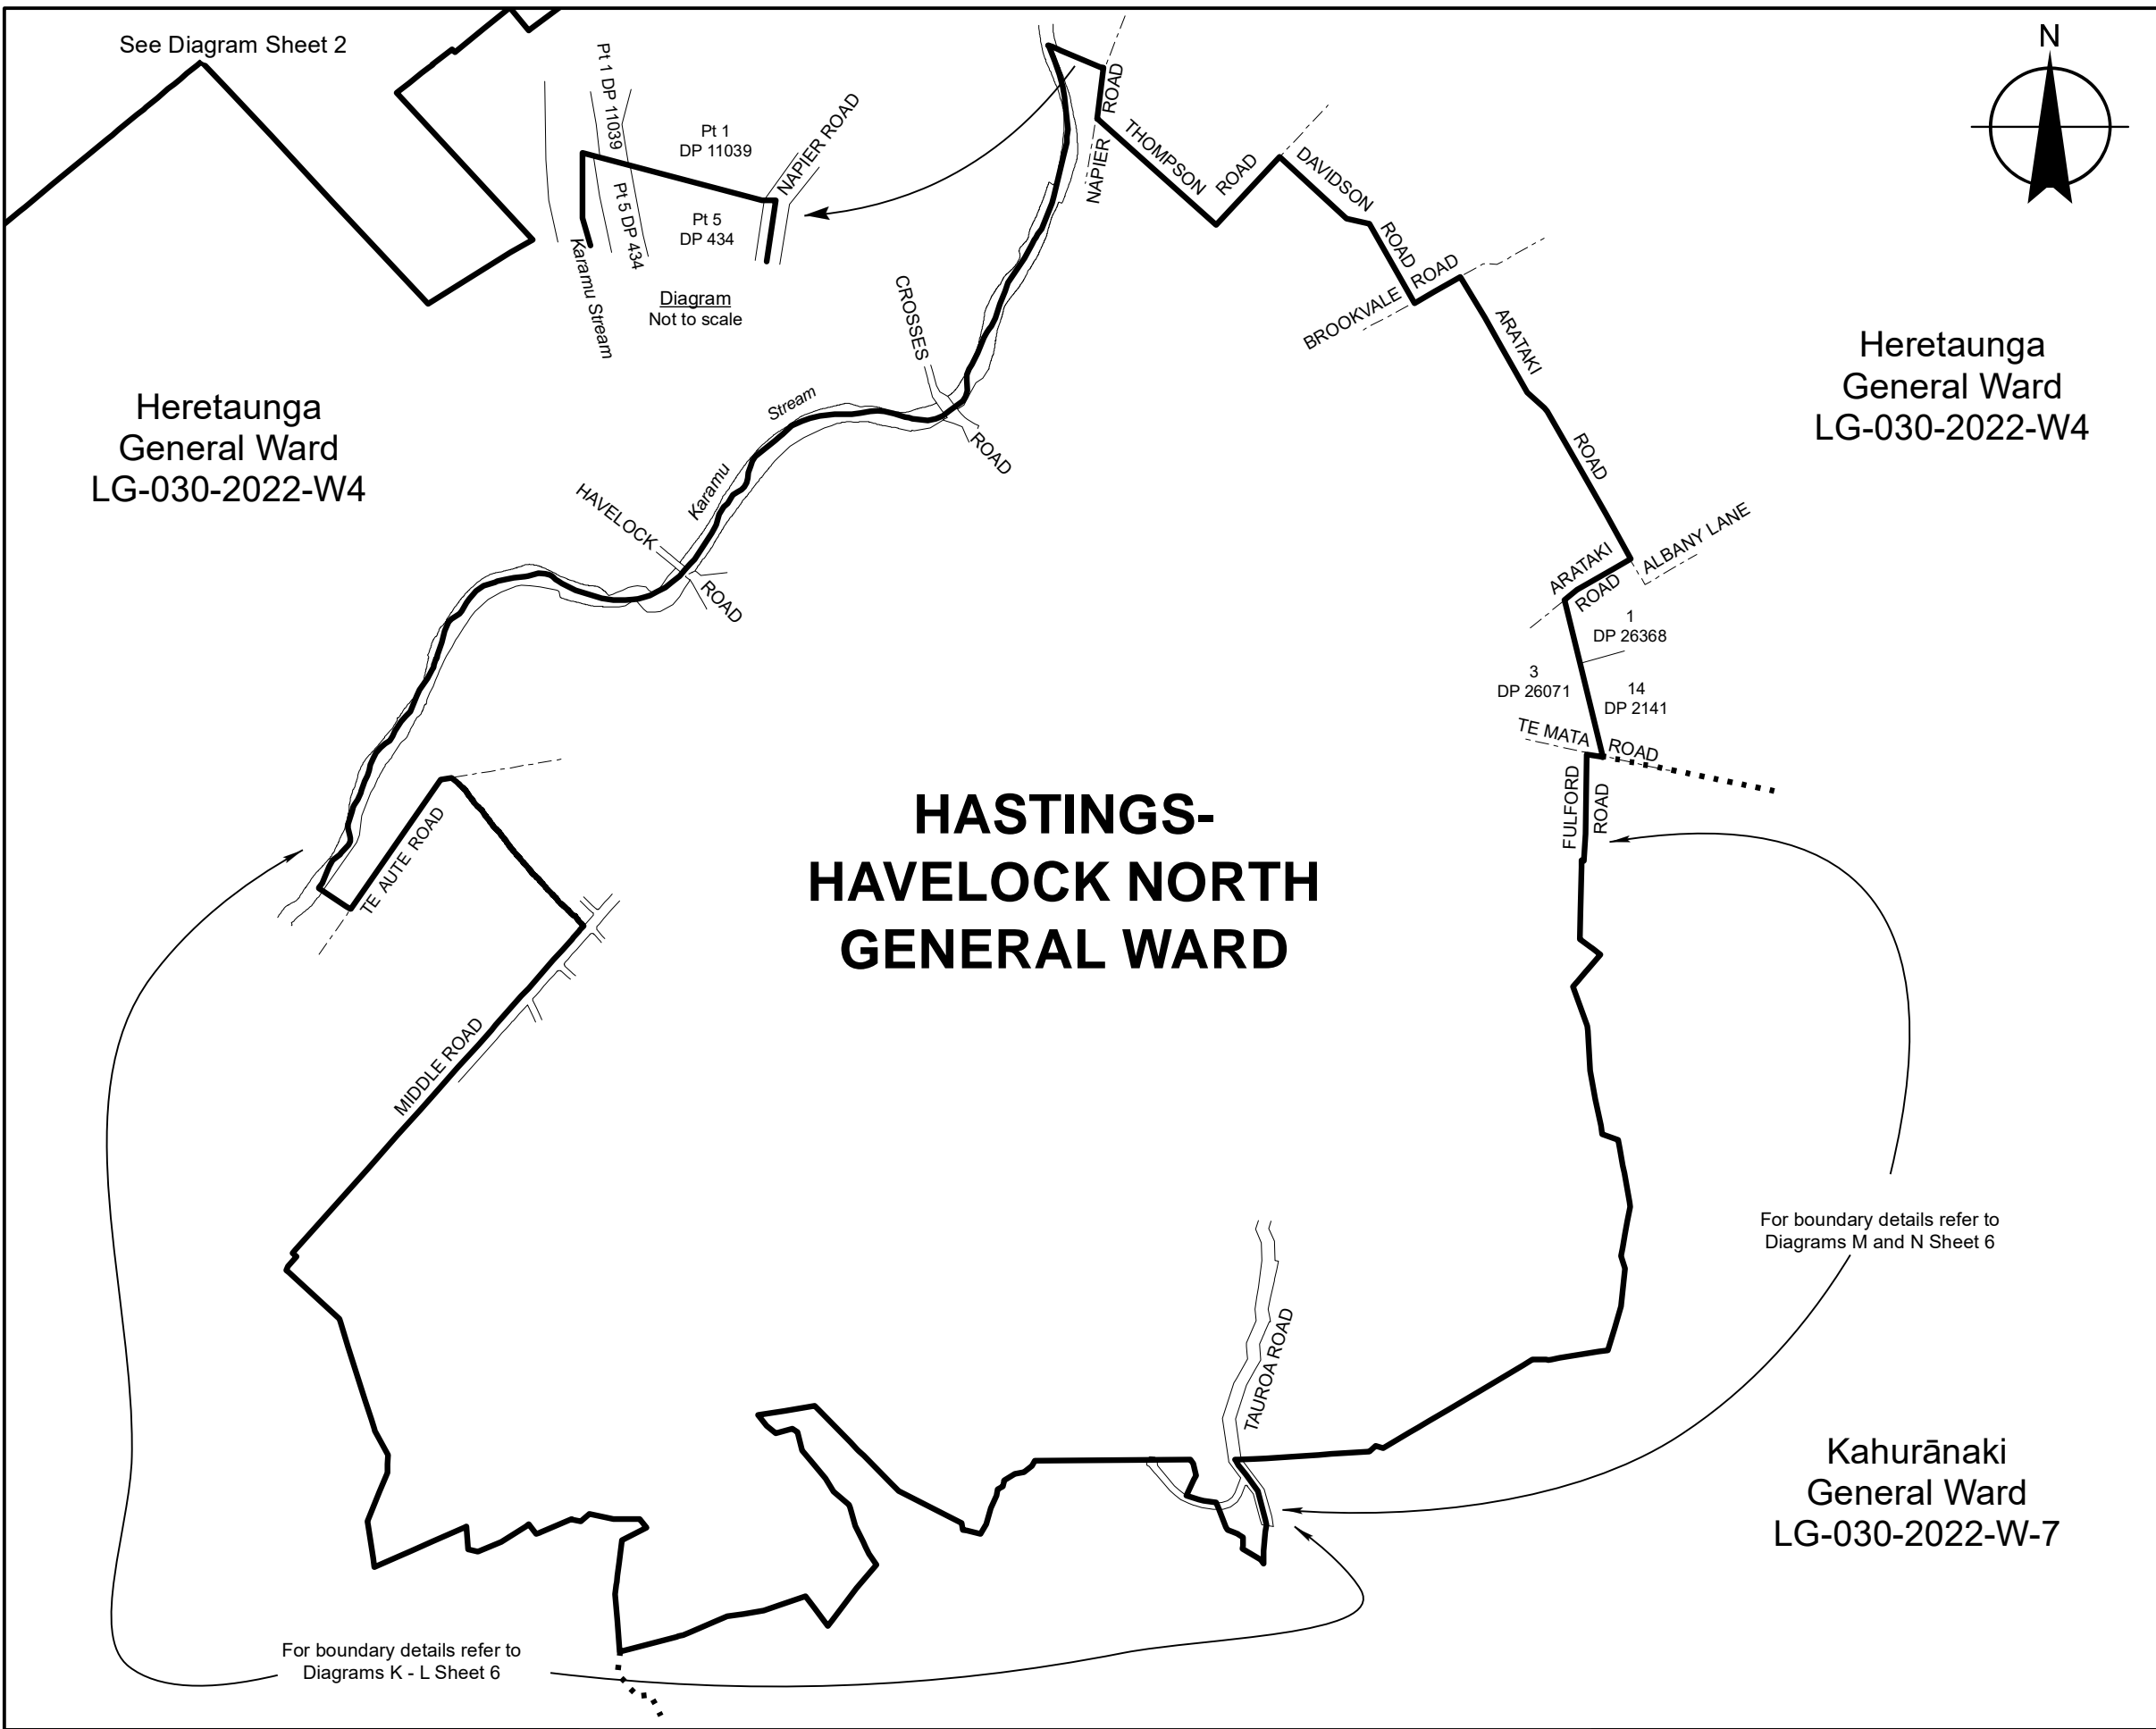 See Diagram Sheet 2
N
Pt 1 DP 11039
Pt 1
DP 11039
NAPIER ROAD
Pt 5 DP 434
Pt 5
DP 434
Karamu Stream
Diagram
Not to scale
NAPIER
ROAD
THOMPSON
ROAD
DAVIDSON
ROAD
BROOKVALE
ROAD
ARATAKI
ROAD
Heretaunga
General Ward
LG-030-2022-W4
Heretaunga
General Ward
LG-030-2022-W4
CROSSES
ROAD
Karamu
Stream
HAVELOCK
ROAD
ARATAKI
ROAD
ALBANY LANE
1
DP 26368
3
DP 26071
14
DP 2141
TE MATA
ROAD
FULFORD
ROAD
TE AUTE ROAD
HASTINGS-
HAVELOCK NORTH
GENERAL WARD
MIDDLE ROAD
For boundary details refer to
Diagrams M and N Sheet 6
TAUROA ROAD
Kahurānaki
General Ward
LG-030-2022-W-7
For boundary details refer to
Diagrams K - L Sheet 6